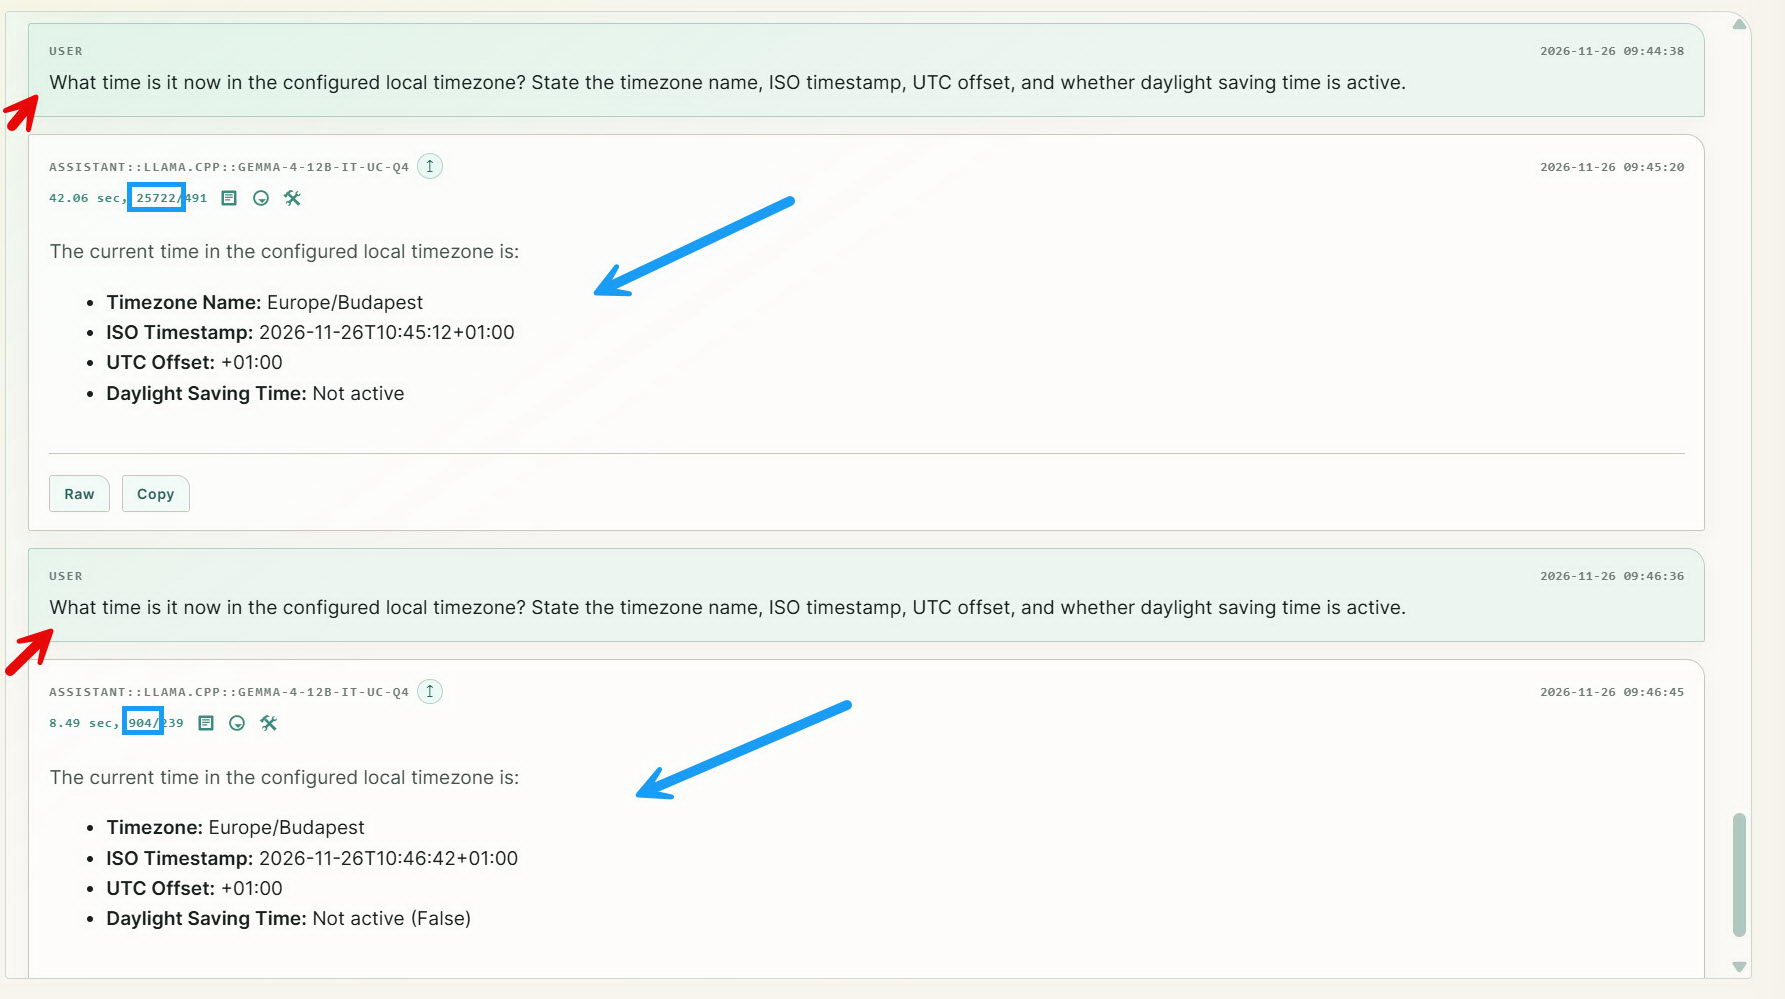 USER
2026-11-26 09:44:38
What time is it now in the configured local timezone? State the timezone name, ISO timestamp, UTC offset, and whether daylight saving time is active.
ASSISTANT::LLAMA.CPP::GEMMA-4-12B-IT-UC-Q4
2026-11-26 09:45:20
42.06 sec, 25722/491
The current time in the configured local timezone is:
• Timezone Name: Europe/Budapest
• ISO Timestamp: 2026-11-26T10:45:12+01:00
• UTC Offset: +01:00
• Daylight Saving Time: Not active
Raw
Copy
USER
2026-11-26 09:46:36
What time is it now in the configured local timezone? State the timezone name, ISO timestamp, UTC offset, and whether daylight saving time is active.
ASSISTANT::LLAMA.CPP::GEMMA-4-12B-IT-UC-Q4
2026-11-26 09:46:45
8.49 sec, 904/239
The current time in the configured local timezone is:
• Timezone: Europe/Budapest
• ISO Timestamp: 2026-11-26T10:46:42+01:00
• UTC Offset: +01:00
• Daylight Saving Time: Not active (False)